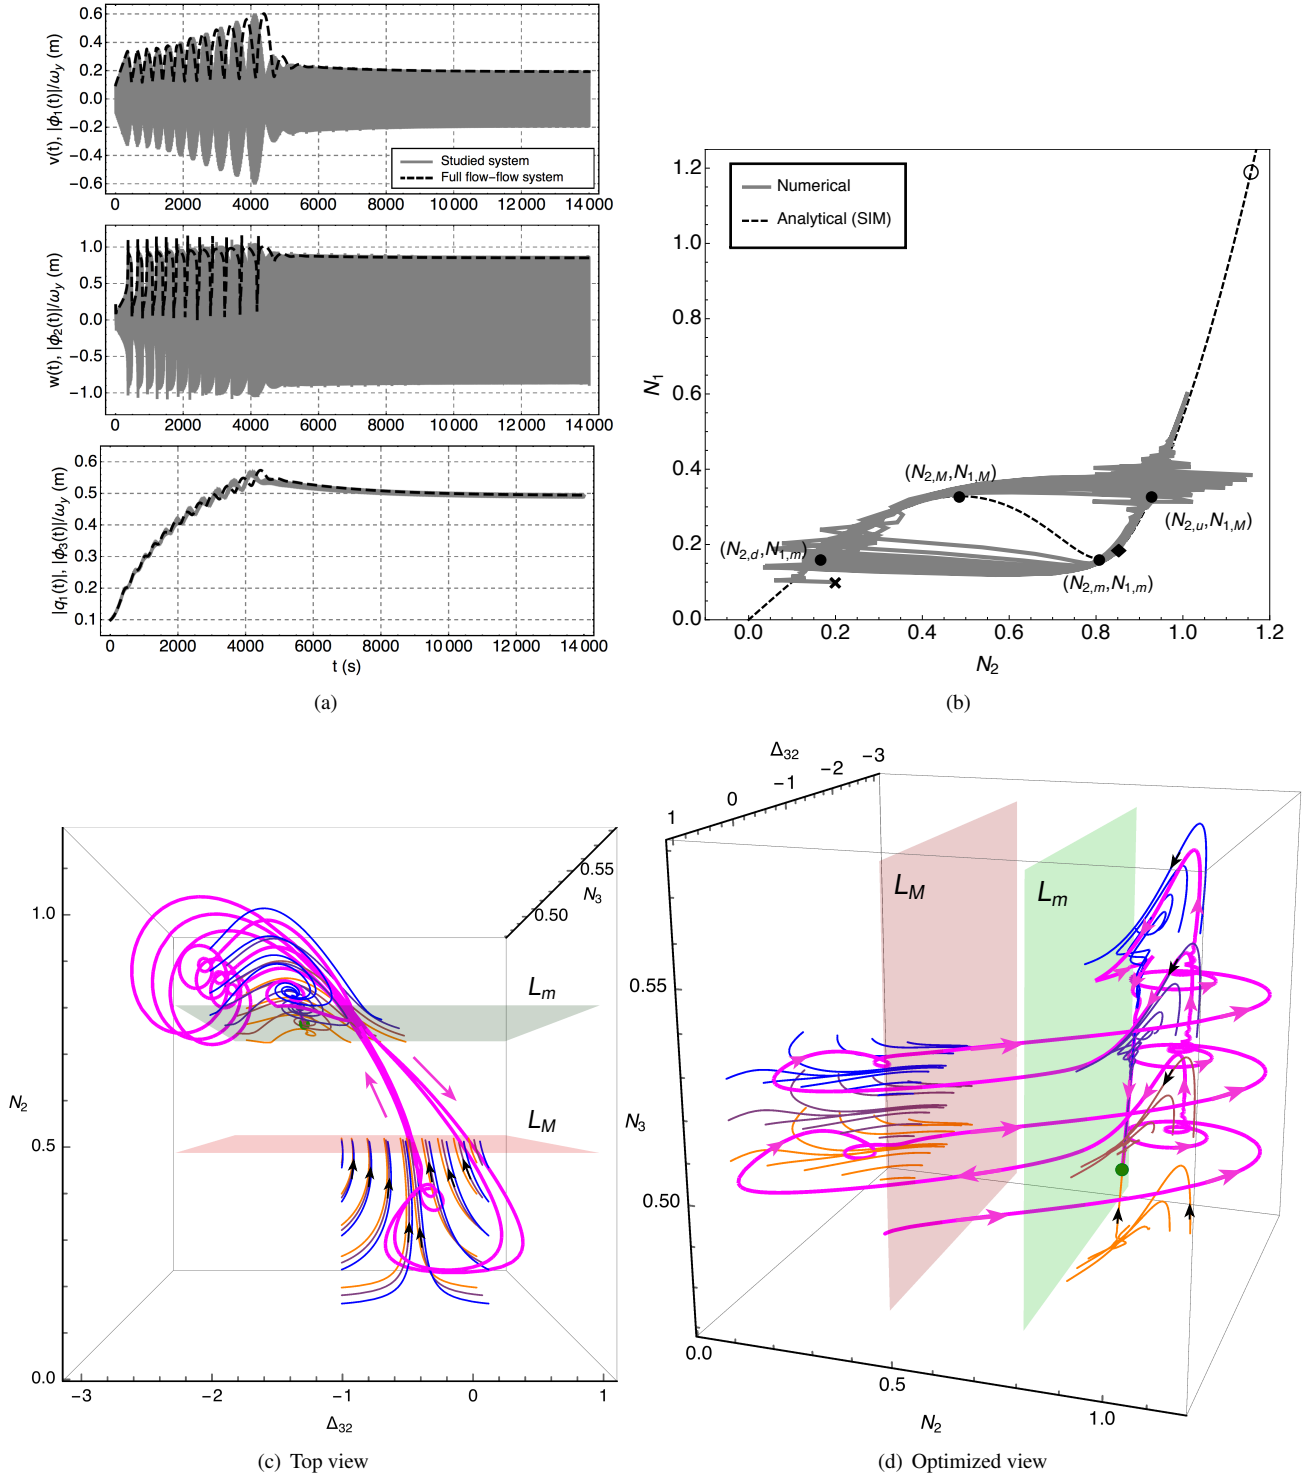 v(t), |ϕ1(t)|/ωy (m)
0.6
0.4
0.2
0.0
−0.2
−0.4
−0.6
Studied system
Full flow−flow system
0 2000 4000 6000 8000 10 000 12 000 14 000
w(t), |ϕ2(t)|/ωy (m)
1.0
0.5
0.0
−0.5
−1.0
0 2000 4000 6000 8000 10 000 12 000 14 000
|q1(t)|, |ϕ3(t)|/ωy (m)
0.6
0.5
0.4
0.3
0.2
0.1
0 2000 4000 6000 8000 10 000 12 000 14 000
t (s)
(a)
N1
1.2
1.0
0.8
0.6
0.4
0.2
0.0
Numerical
Analytical (SIM)
(N2,M,N1,M)
(N2,u,N1,M)
(N2,d,N1,m)
(N2,m,N1,m)
0.0 0.2 0.4 0.6 0.8 1.0 1.2
N2
(b)
N2
1.0
0.5
0.0
0.55
N3
0.50
Lm
LM
−3 −2 −1 0 1
Δ32
(c) Top view
Δ32
1 0 −1 −2 −3
LM
Lm
0.55
N3
0.50
0.0 0.5 1.0
N2
(d) Optimized view